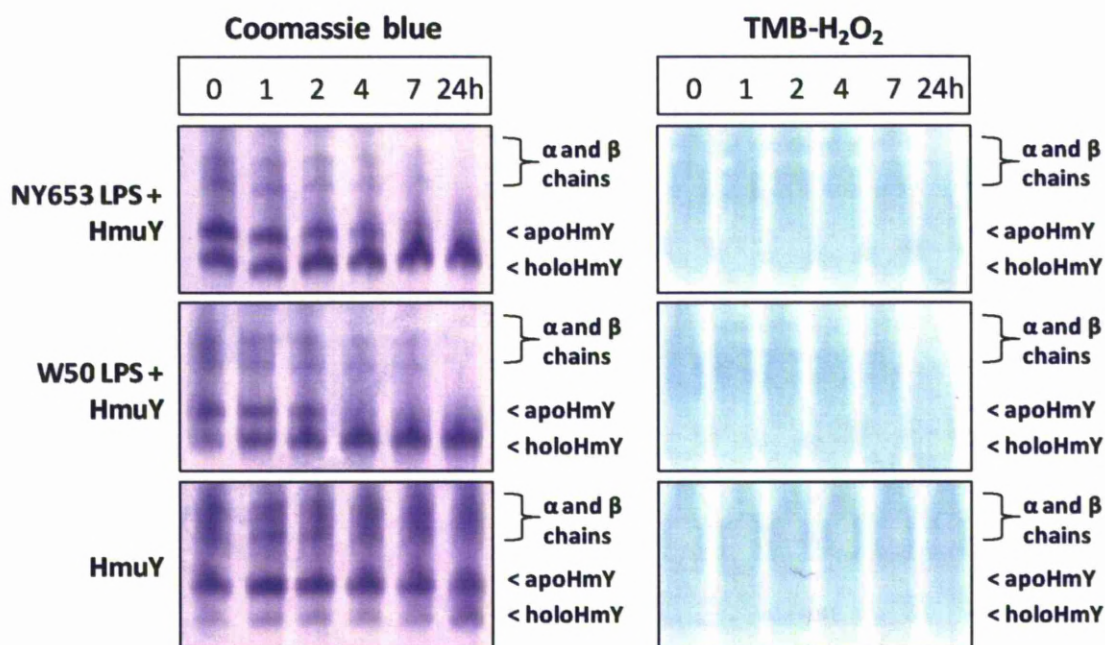 Coomassie blue
TMB-H₂O₂
0 1 2 4 7 24h
0 1 2 4 7 24h
NY653 LPS +
HmuY
α and β
chains
< apoHmY
< holoHmY
α and β
chains
< apoHmY
< holoHmY
W50 LPS +
HmuY
α and β
chains
< apoHmY
< holoHmY
α and β
chains
< apoHmY
< holoHmY
HmuY
α and β
chains
< apoHmY
< holoHmY
α and β
chains
< apoHmY
< holoHmY